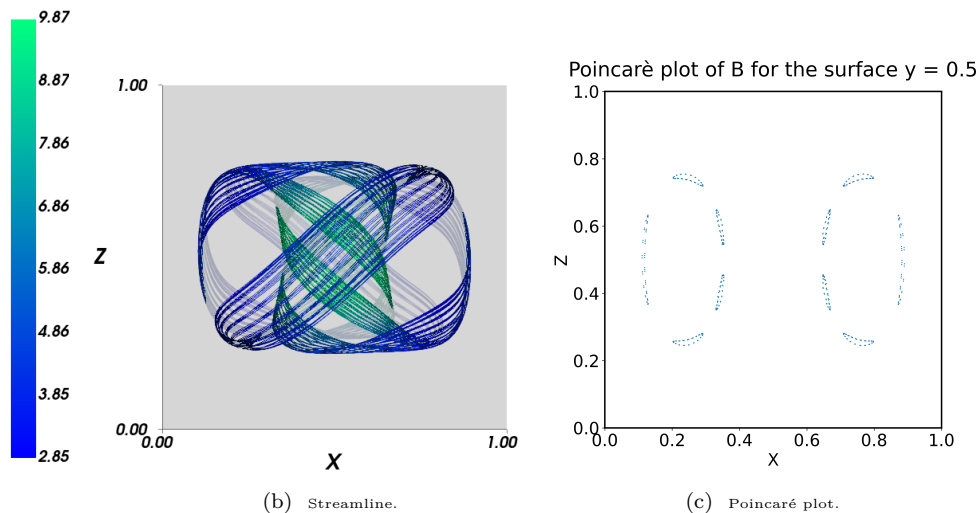 9.87
8.87
7.86
6.86
5.86
4.86
3.85
2.85
1.00
Z
0.00
0.00
1.00
X
(b) Streamline.
Poincarè plot of B for the surface y = 0.5
1.0
0.8
0.6
0.4
0.2
0.0
Z
0.0 0.2 0.4 0.6 0.8 1.0
X
(c) Poincaré plot.